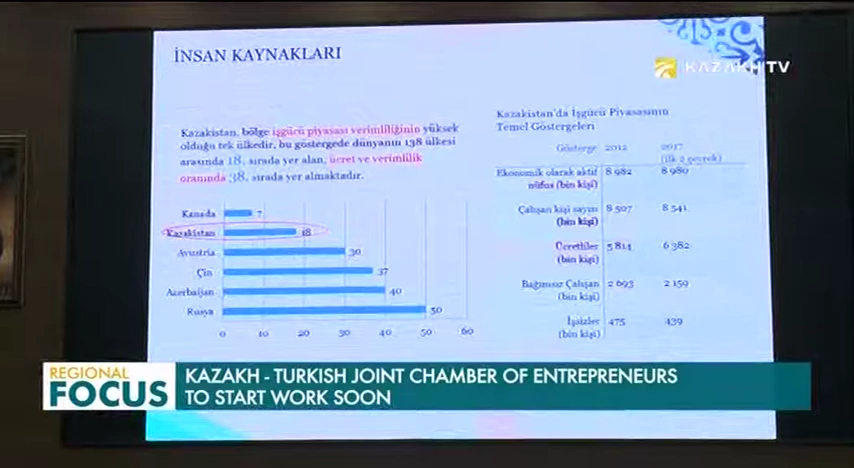 İNSAN KAYNAKLARI
KAZAKH TV
Kazakistan, bölge işgücü piyasası verimliliğinin yüksek
olduğu tek ülkedir, bu göstergede dünyanın 138 ülkesi
arasında 18. sırada yer alan, ücret ve verimlilik
oranında 38. sırada yer almaktadır.
Kanada 7
Kazakistan 18
Avustria 30
Çin 37
Azerbaijan 40
Rusya 50
0 10 20 30 40 50 60
Kazakistan'da İşgücü Piyasasının
Temel Göstergeleri
Gösterge 2012 2017
(ilk 2 çeyrek)
Ekonomik olarak aktif 8 982 8 980
nüfus (bin kişi)
Çalışan kişi sayısı 8 507 8 541
(bin kişi)
Ücretliler 5 814 6 382
(bin kişi)
Bağımsız Çalışan 2 693 2 159
(bin kişi)
İşsizler 475 439
(bin kişi)
REGIONAL
FOCUS
KAZAKH - TURKISH JOINT CHAMBER OF ENTREPRENEURS
TO START WORK SOON